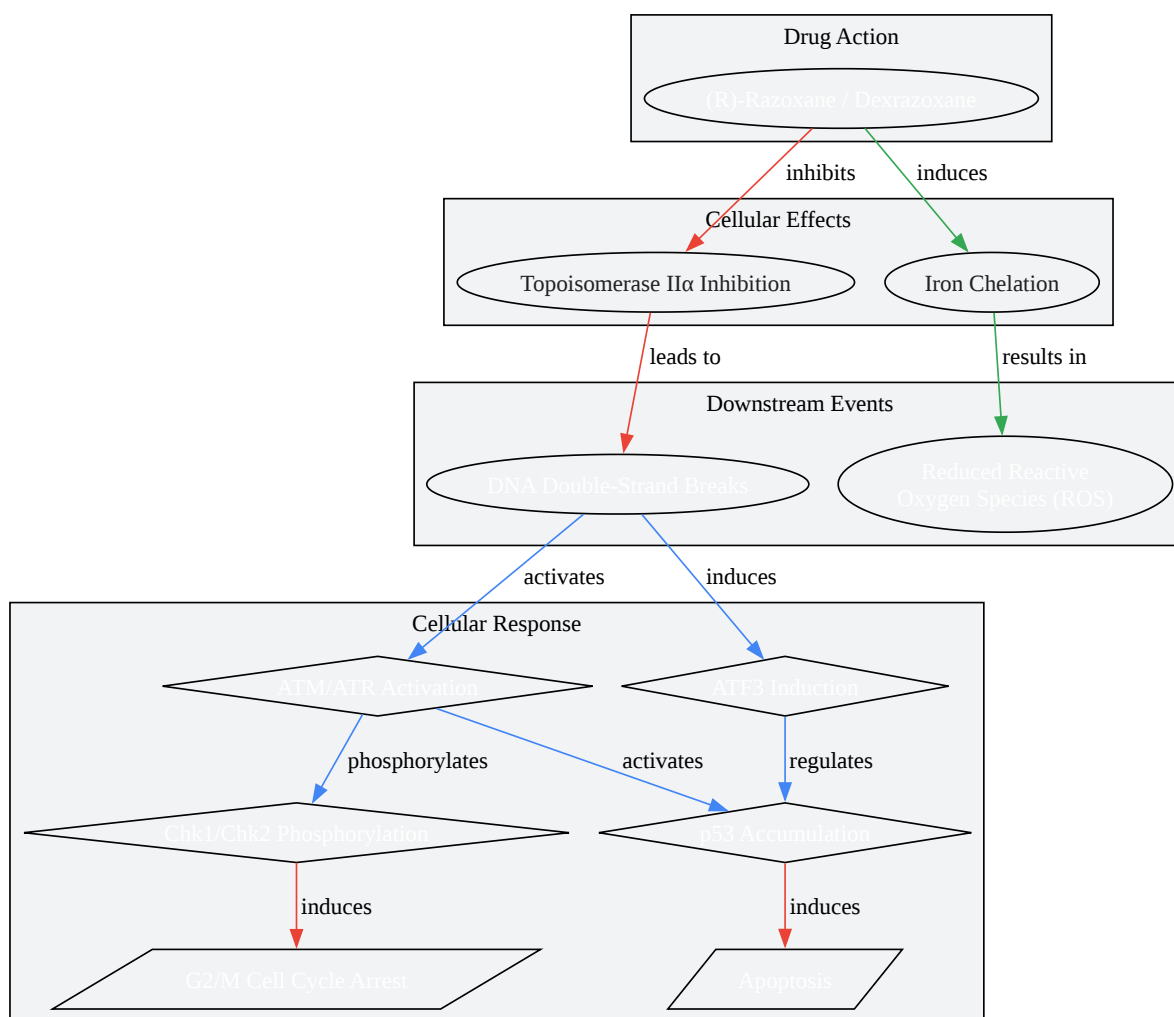 Drug Action
(R)-Razoxane / Dexrazoxane
inhibits
induces
Cellular Effects
Topoisomerase IIα Inhibition
Iron Chelation
leads to
results in
Downstream Events
DNA Double-Strand Breaks
Reduced Reactive
Oxygen Species (ROS)
activates
induces
Cellular Response
ATM/ATR Activation
ATF3 Induction
phosphorylates
activates
regulates
Chk1/Chk2 Phosphorylation
p53 Accumulation
induces
induces
G2/M Cell Cycle Arrest
Apoptosis